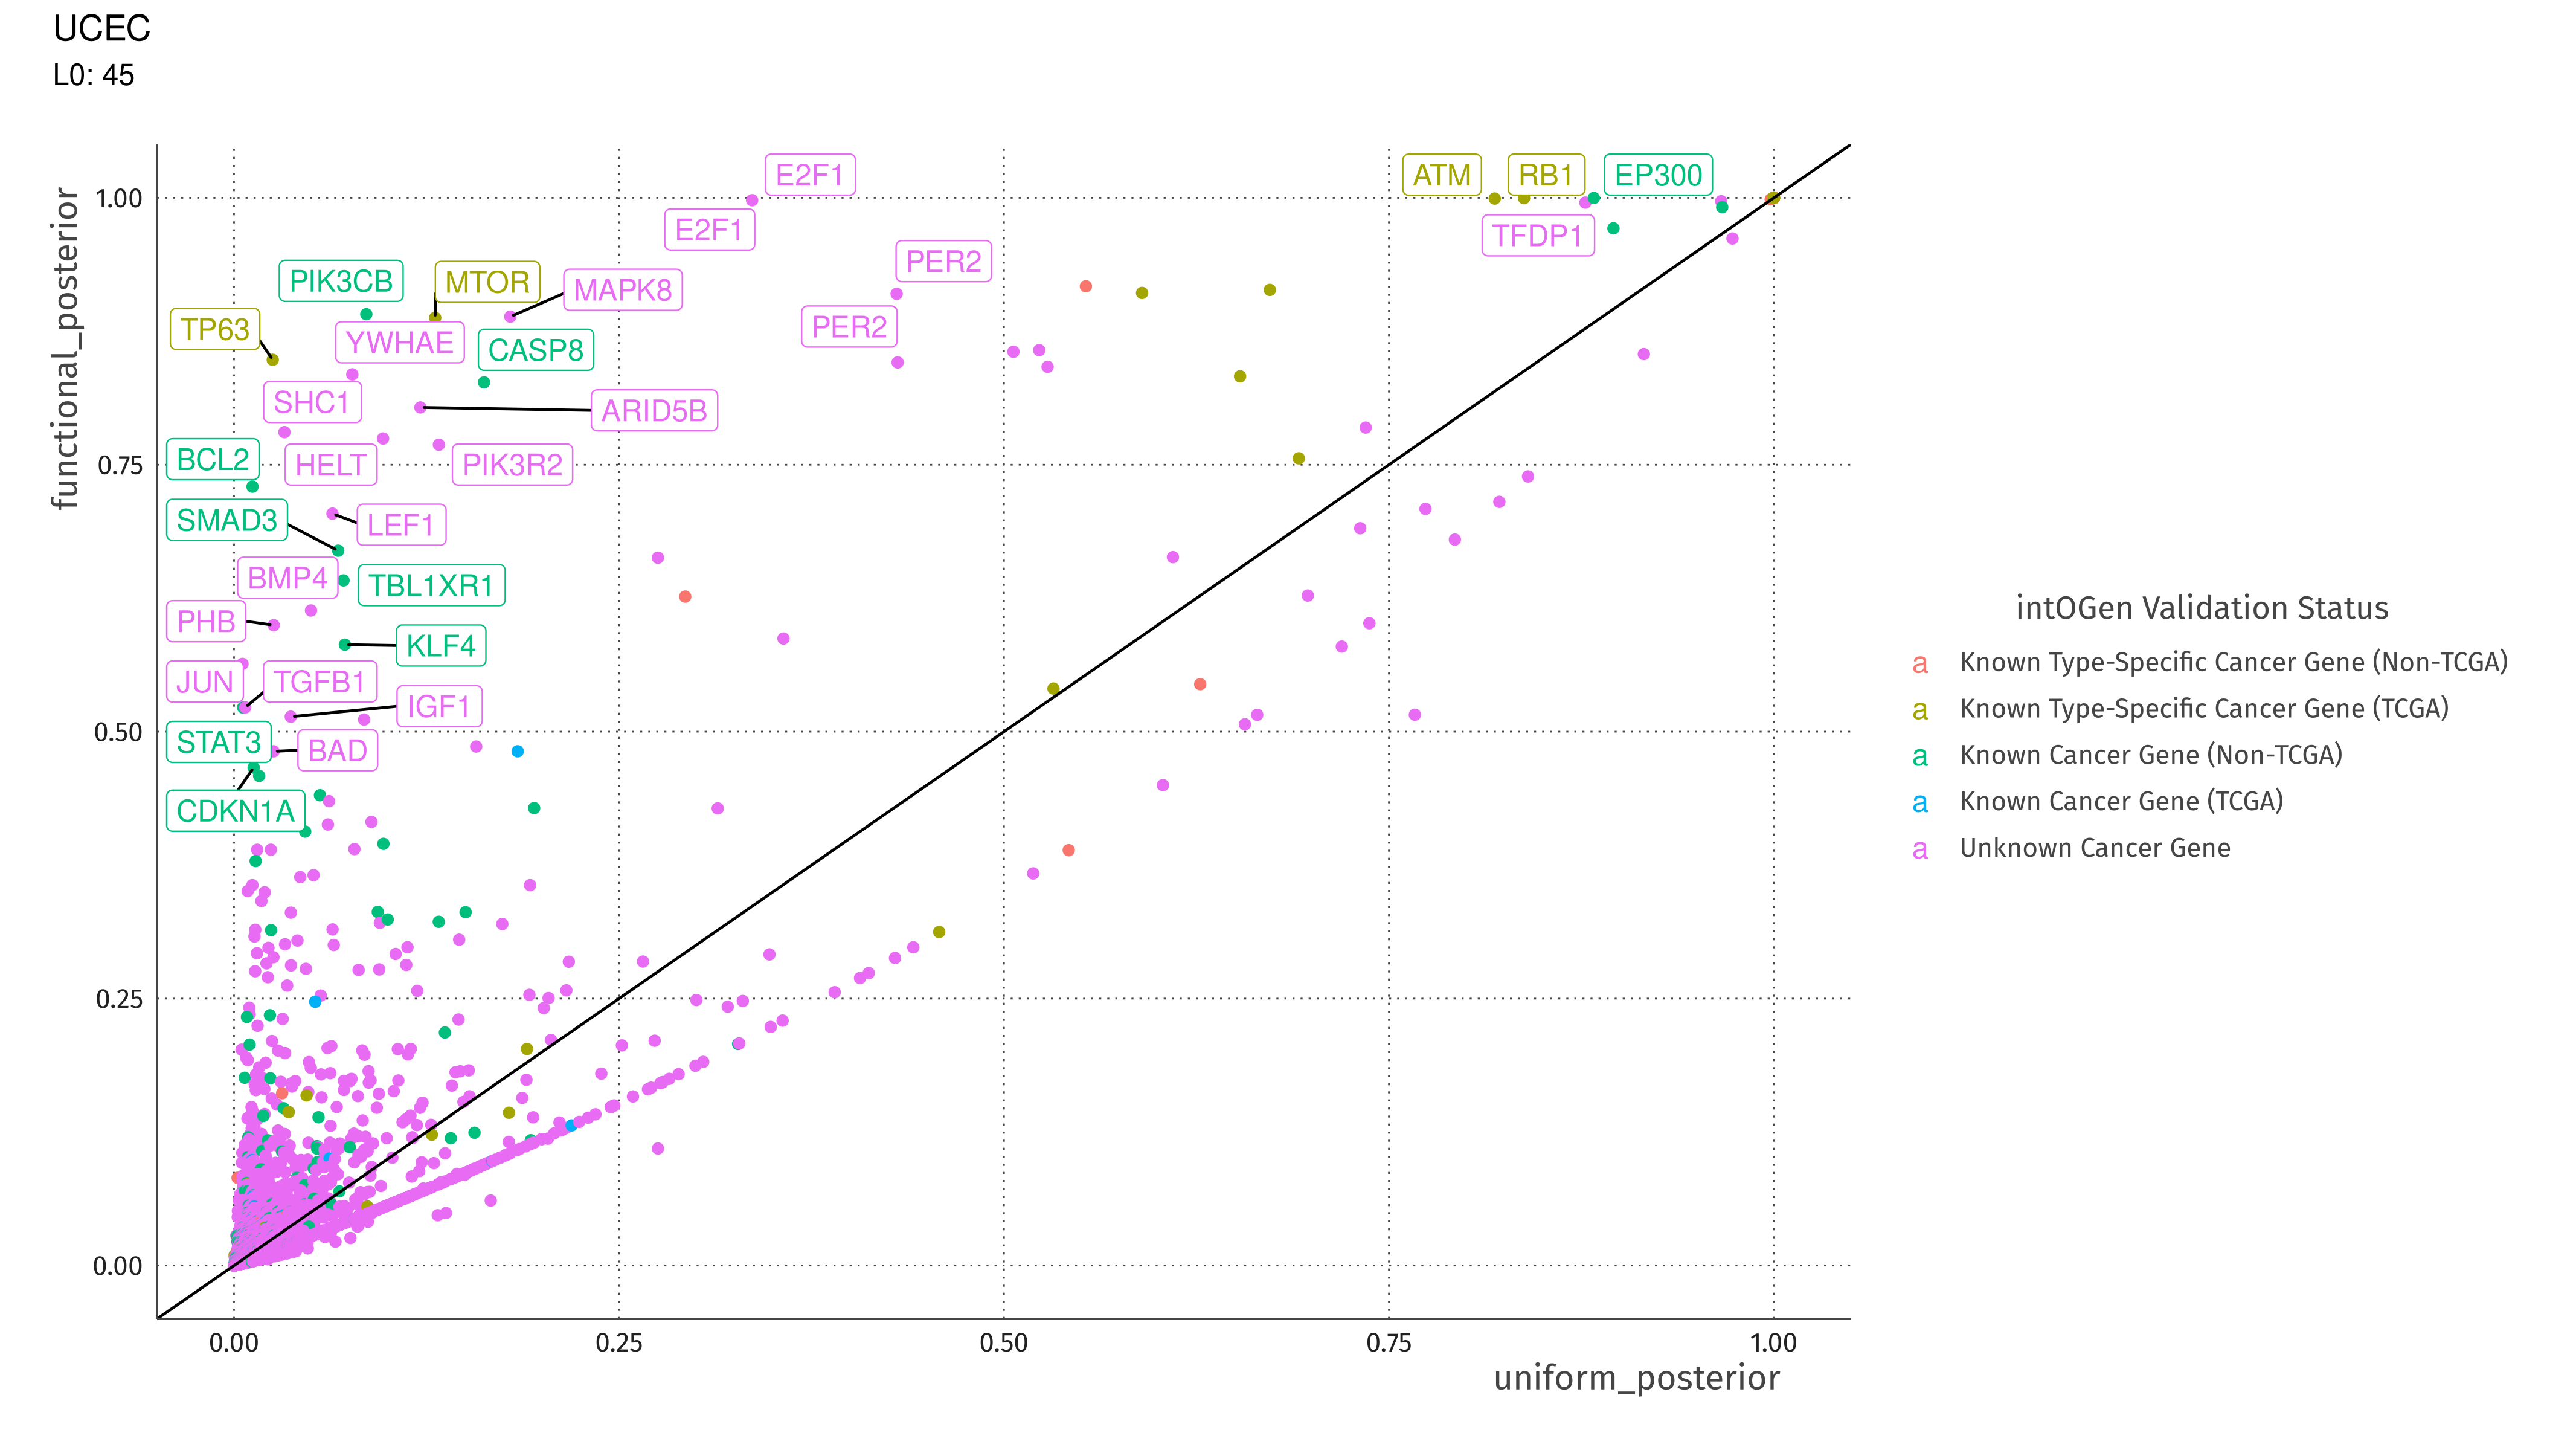 UCEC
L0: 45
functional_posterior
1.00
0.75
0.50
0.25
0.00
E2F1
E2F1
ATM
RB1
EP300
TFDP1
PER2
PER2
PIK3CB
MTOR
MAPK8
TP63
YWHAE
CASP8
SHC1
ARID5B
BCL2
HELT
PIK3R2
SMAD3
LEF1
BMP4
TBL1XR1
PHB
KLF4
JUN
TGFB1
IGF1
STAT3
BAD
CDKN1A
0.00
0.25
0.50
0.75
1.00
uniform_posterior
intOGen Validation Status
a Known Type-Specific Cancer Gene (Non-TCGA)
a Known Type-Specific Cancer Gene (TCGA)
a Known Cancer Gene (Non-TCGA)
a Known Cancer Gene (TCGA)
a Unknown Cancer Gene